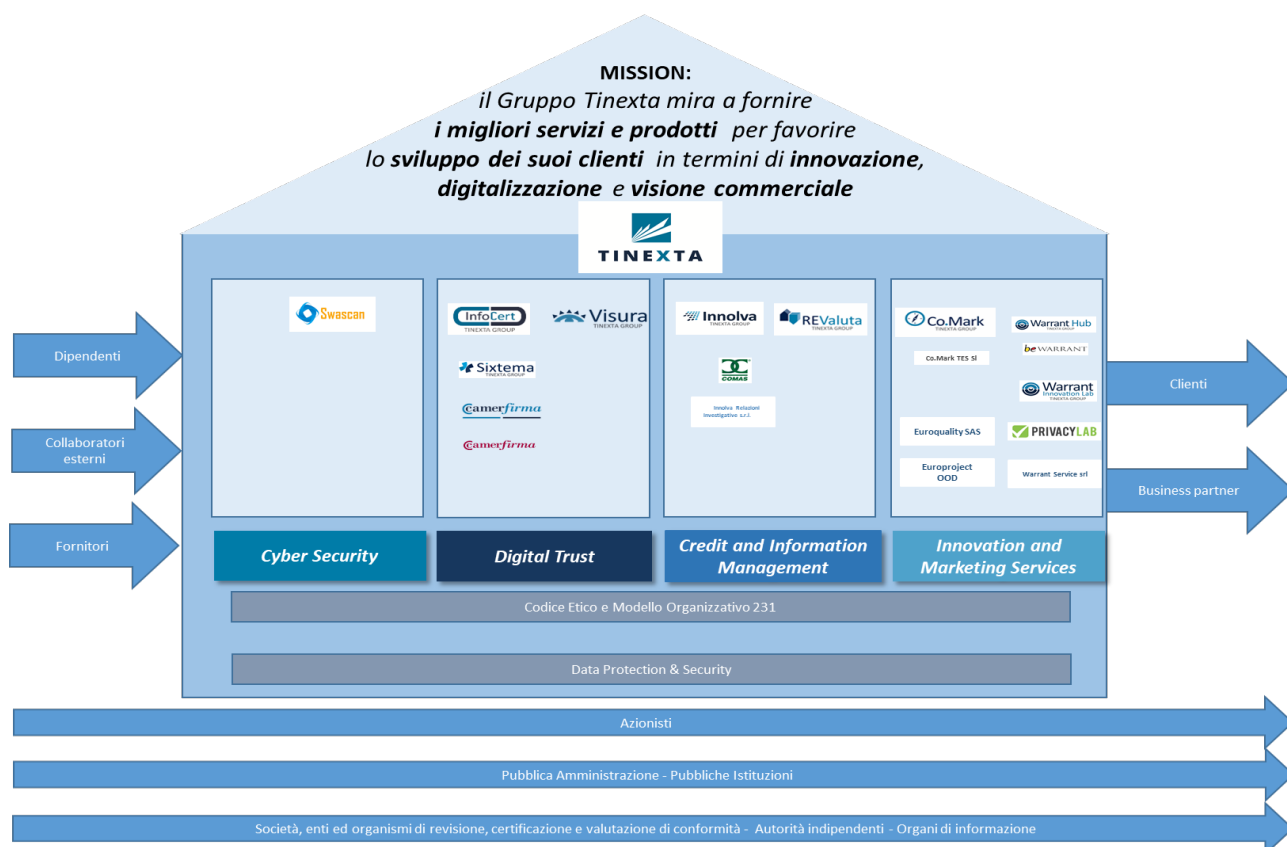 MISSION:
il Gruppo Tinexta mira a fornire
i migliori servizi e prodotti per favorire
lo sviluppo dei suoi clienti in termini di innovazione,
digitalizzazione e visione commerciale
TINEXTA
Swascan
InfoCert
TINEXTA GROUP
Visura
TINEXTA GROUP
Sixtema
TINEXTA GROUP
Camerfirma
Camerfirma
Innolva
TINEXTA GROUP
REValuta
TINEXTA GROUP
COMAS
Innolva Relazioni
Investigative s.r.l.
Co.Mark
TINEXTA GROUP
Warrant Hub
TINEXTA GROUP
Co.Mark TES Sl
be WARRANT
Warrant
Innovation Lab
TINEXTA GROUP
Euroquality SAS
PRIVACYLAB
Europroject
OOD
Warrant Service srl
Dipendenti
Collaboratori
esterni
Fornitori
Clienti
Business partner
Cyber Security
Digital Trust
Credit and Information
Management
Innovation and
Marketing Services
Codice Etico e Modello Organizzativo 231
Data Protection & Security
Azionisti
Pubblica Amministrazione - Pubbliche Istituzioni
Società, enti ed organismi di revisione, certificazione e valutazione di conformità - Autorità indipendenti - Organi di informazione